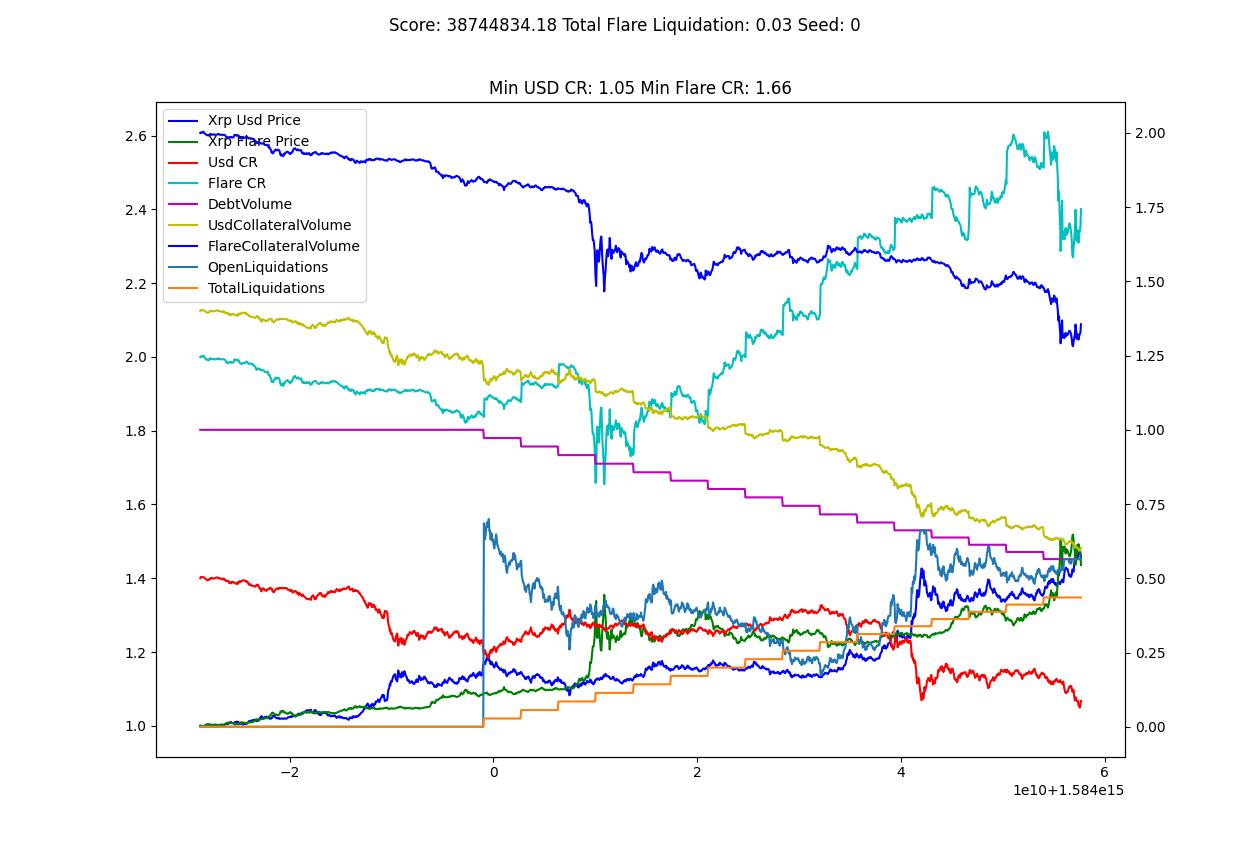 Score: 38744834.18 Total Flare Liquidation: 0.03 Seed: 0
Min USD CR: 1.05 Min Flare CR: 1.66
Xrp Usd Price
Xrp Flare Price
Usd CR
Flare CR
DebtVolume
UsdCollateralVolume
FlareCollateralVolume
OpenLiquidations
TotalLiquidations
2.6
2.4
2.2
2.0
1.8
1.6
1.4
1.2
1.0
2.00
1.75
1.50
1.25
1.00
0.75
0.50
0.25
0.00
−2 0 2 4 6
1e10+1.584e15